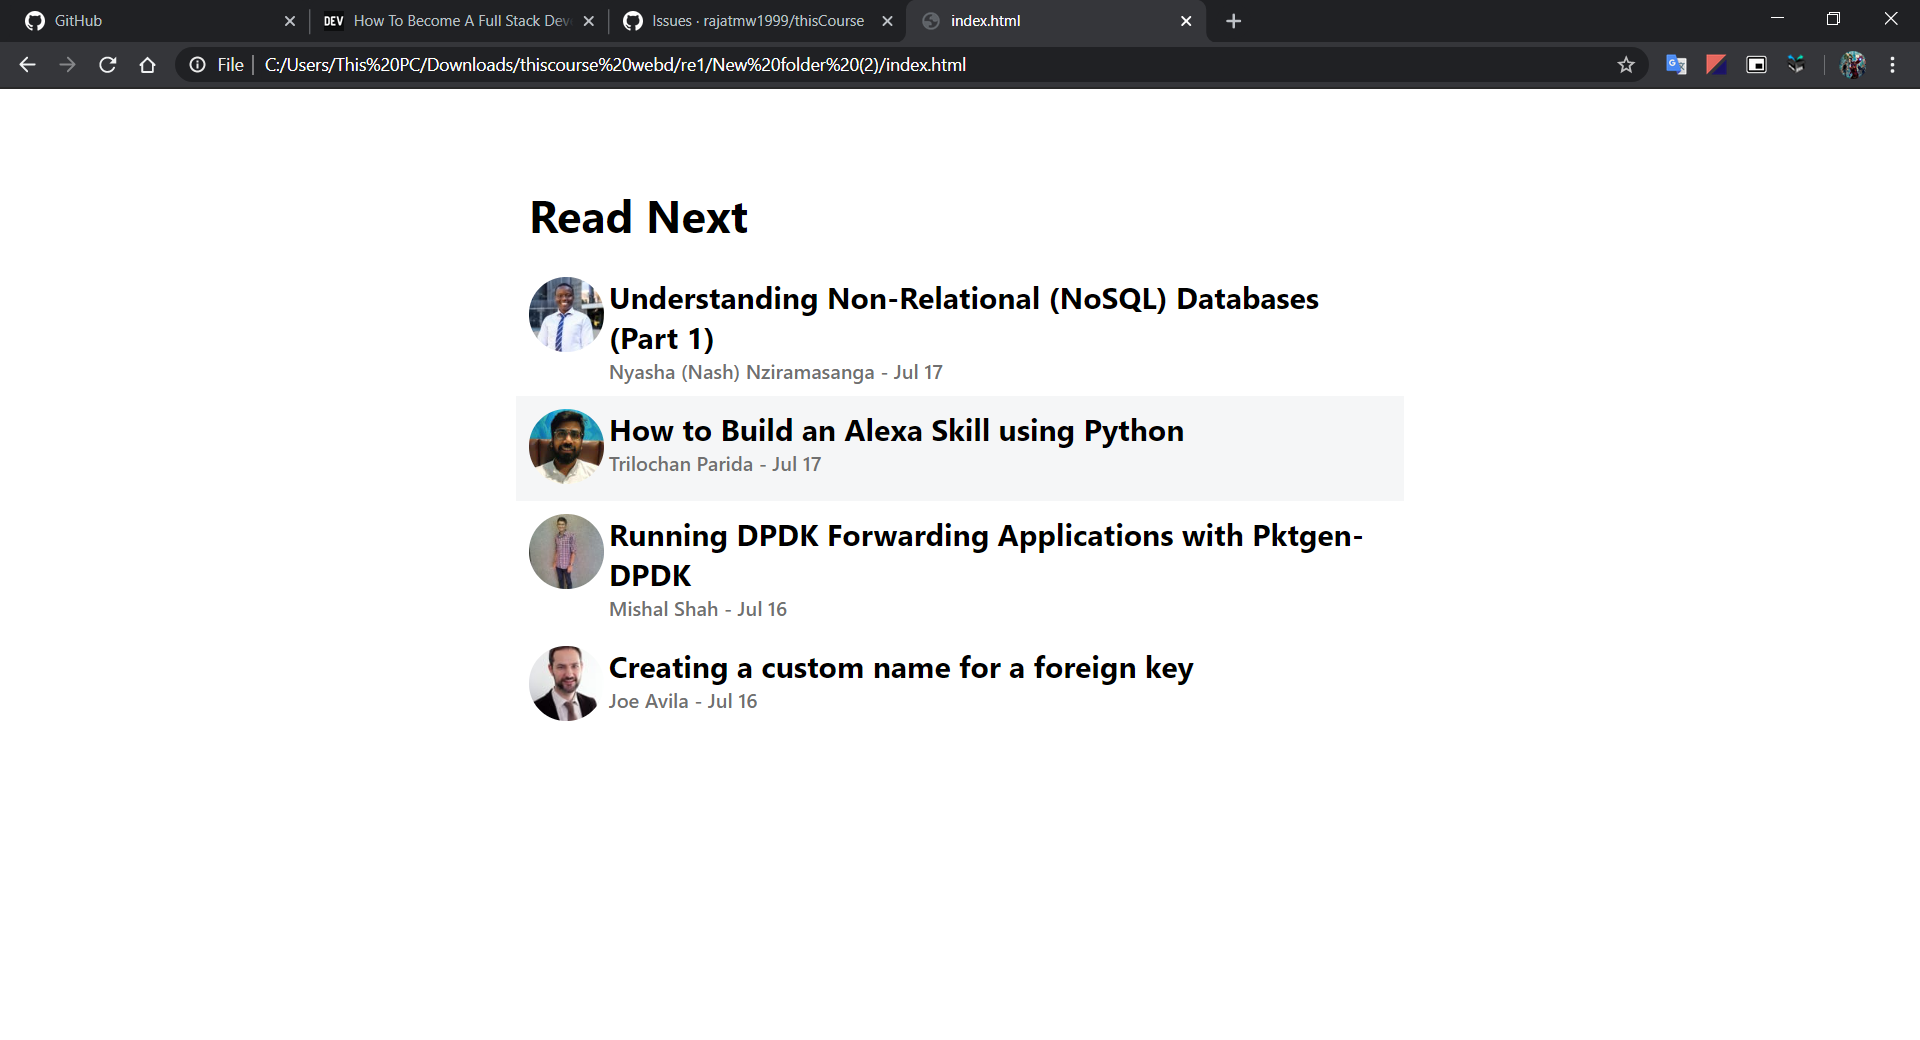 GitHub
DEV How To Become A Full Stack Dev
Issues · rajatmw1999/thisCourse
index.html
File C:/Users/This%20PC/Downloads/thiscourse%20webd/re1/New%20folder%20(2)/index.html
Read Next
Understanding Non-Relational (NoSQL) Databases
(Part 1)
Nyasha (Nash) Nziramasanga - Jul 17
How to Build an Alexa Skill using Python
Trilochan Parida - Jul 17
Running DPDK Forwarding Applications with Pktgen-
DPDK
Mishal Shah - Jul 16
Creating a custom name for a foreign key
Joe Avila - Jul 16